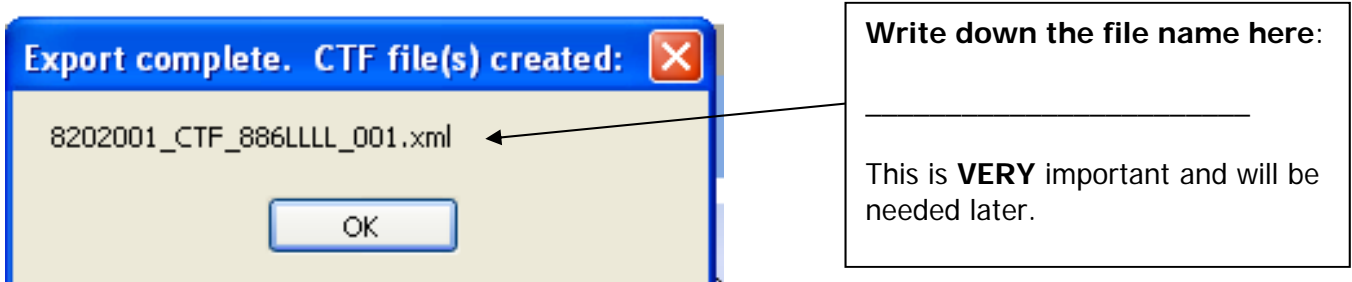 Export complete. CTF file(s) created:
8202001_CTF_886LLLL_001.xml
OK
Write down the file name here:
________________________
This is VERY important and will be
needed later.